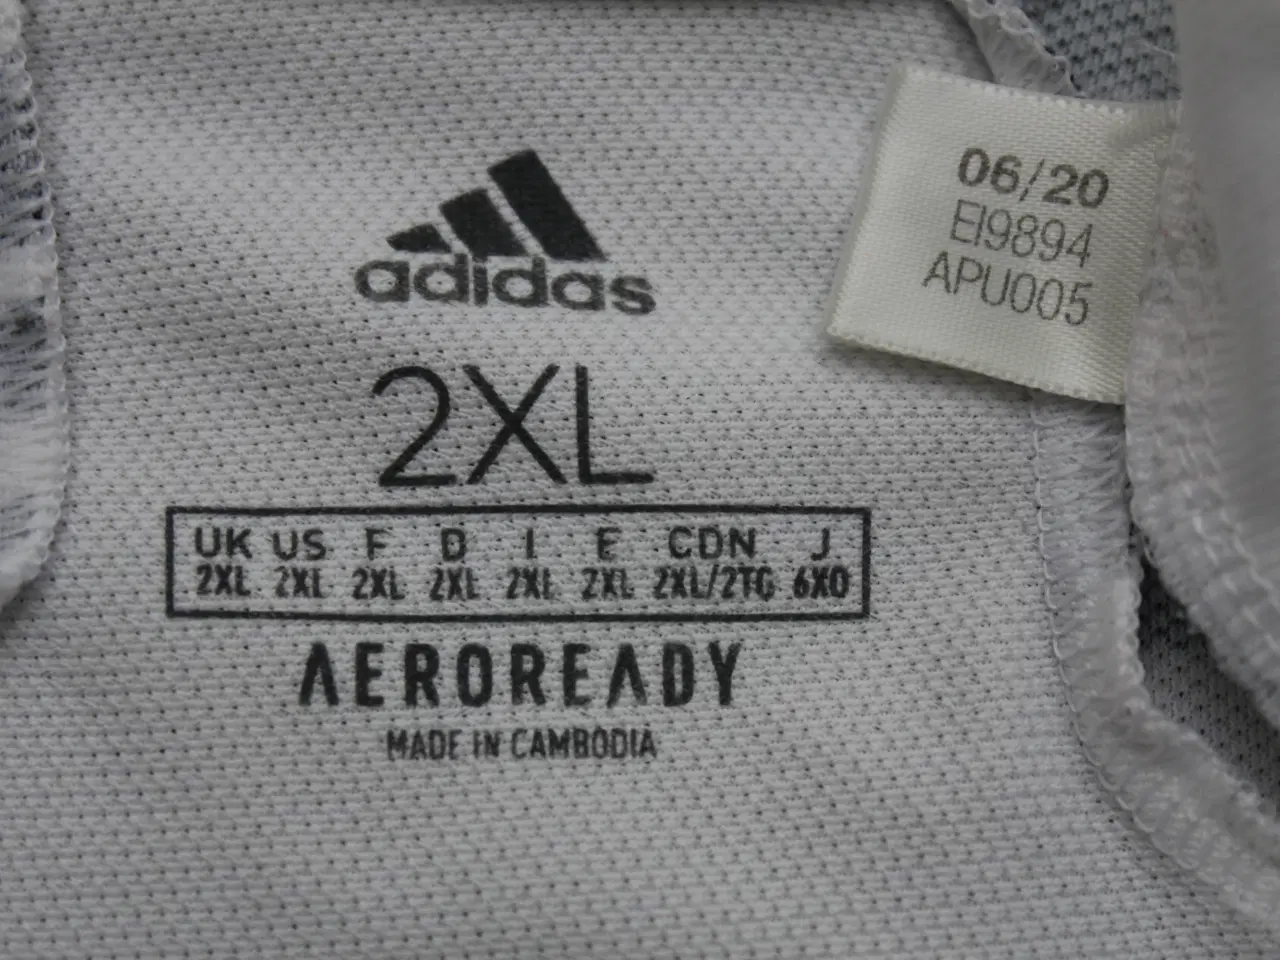 adidas
2XL
UK US F D I E CDN J
2XL 2XL 2XL 2XL 2XL 2XL 2XL/2TG 6XO
AEROREADY
MADE IN CAMBODIA
06/20
EI9894
APU005